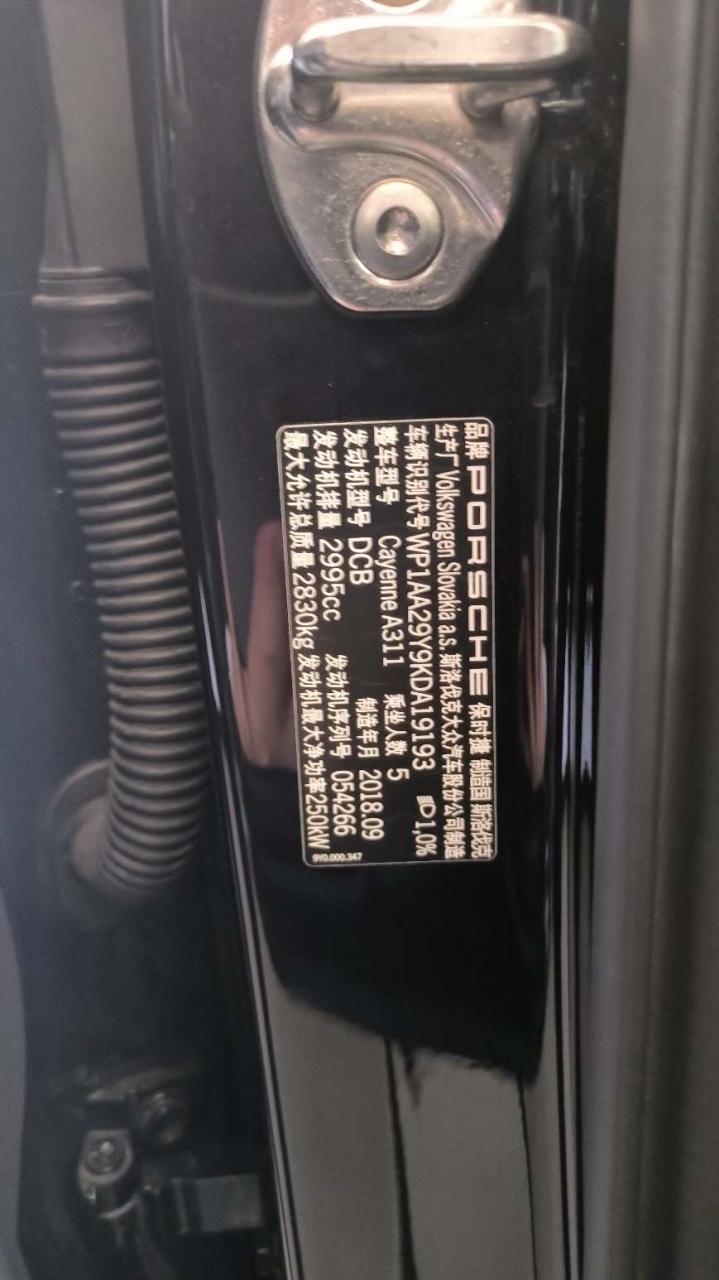 品牌 PORSCHE 保时捷 制造国 斯洛伐克
生产厂 Volkswagen Slovakia a.s. 斯洛伐克大众汽车股份公司制造
车辆识别代号 WP1AA29Y9KDA19193 1,0%
整车型号 Cayenne A311 乘坐人数 5
发动机型号 DCB 制造年月 2018.09
发动机排量 2995cc 发动机序列号 054266
最大允许总质量 2830kg 发动机最大净功率 250kW
9Y0.000.347